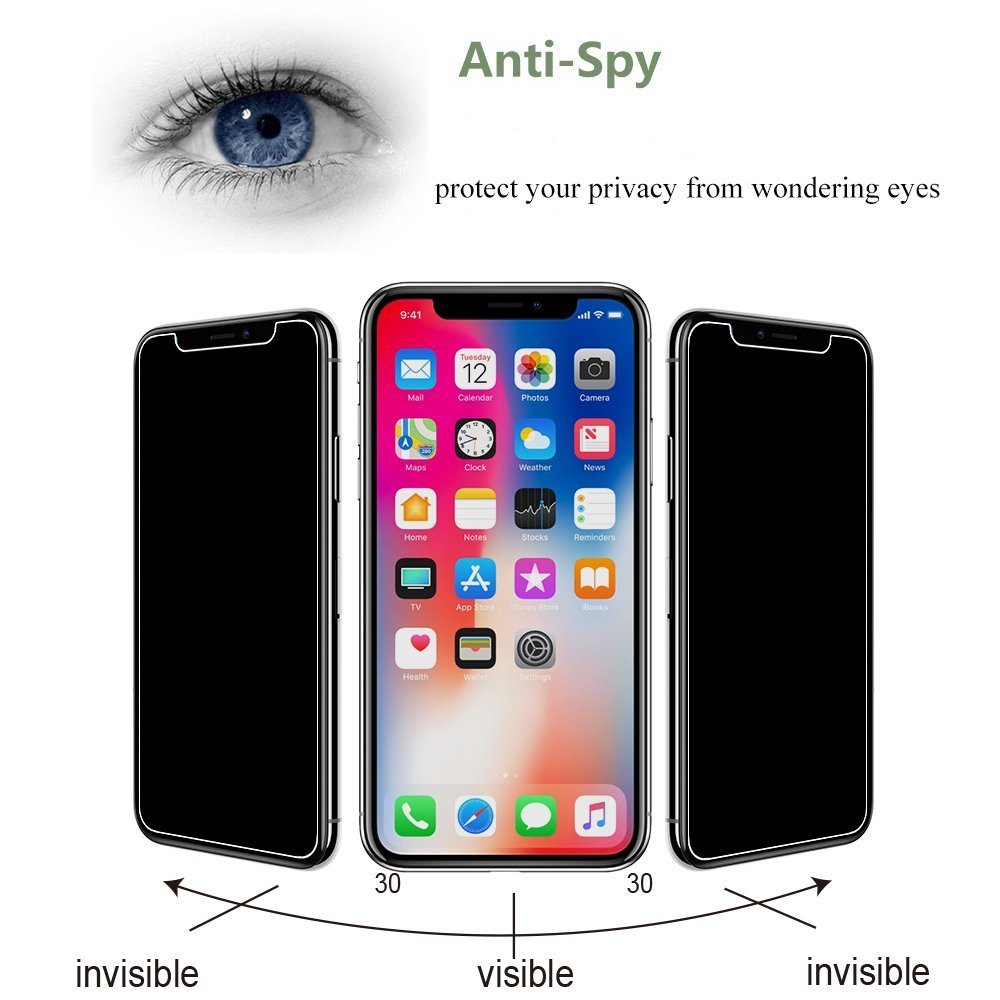 Anti-Spy
protect your privacy from wondering eyes
9:41
Tuesday
12
Mail Calendar Photos Camera
280
Maps Clock Weather News
Home Notes Stocks Reminders
TV App Store iTunes Store iBooks
Health Wallet Settings
30 30
invisible visible invisible